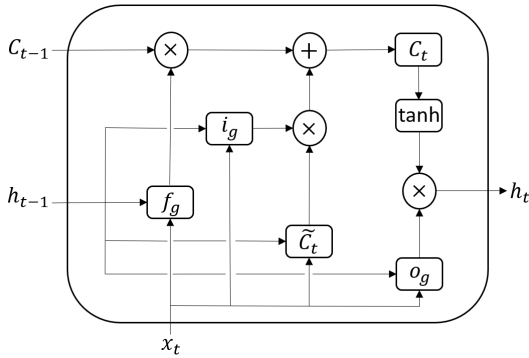 C_{t-1} × + C_t
tanh
i_g ×
h_{t-1} f_g × h_t
C̃_t
o_g
x_t